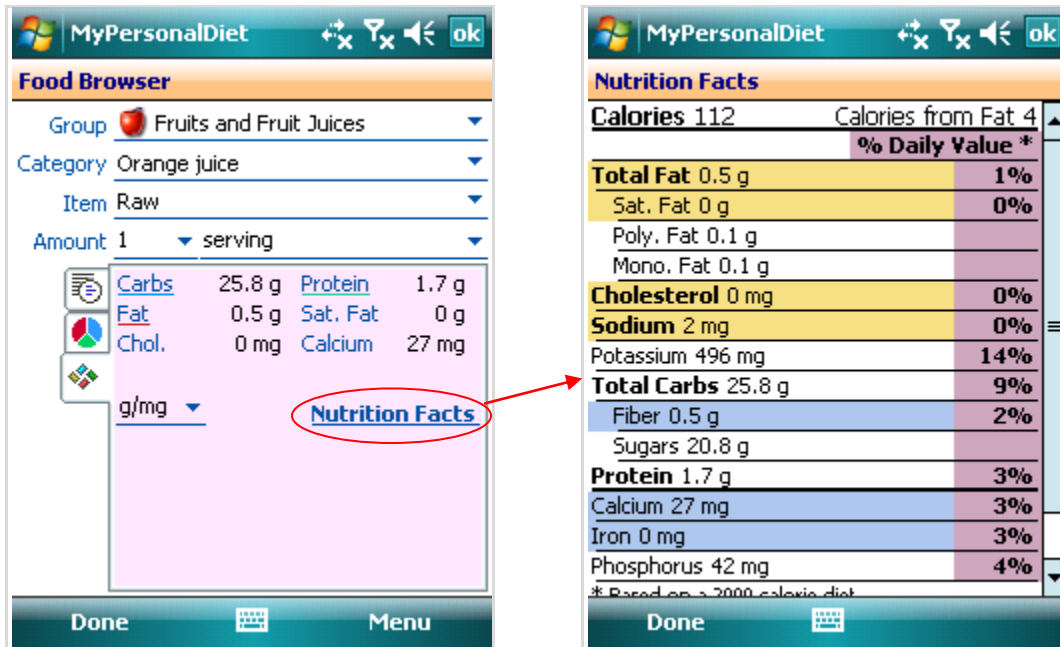 MyPersonalDiet ok
Food Browser
Group Fruits and Fruit Juices
Category Orange juice
Item Raw
Amount 1 serving
Carbs 25.8 g Protein 1.7 g
Fat 0.5 g Sat. Fat 0 g
Chol. 0 mg Calcium 27 mg
g/mg Nutrition Facts
Done Menu
MyPersonalDiet ok
Nutrition Facts
Calories 112 Calories from Fat 4
% Daily Value *
Total Fat 0.5 g 1%
Sat. Fat 0 g 0%
Poly. Fat 0.1 g
Mono. Fat 0.1 g
Cholesterol 0 mg 0%
Sodium 2 mg 0%
Potassium 496 mg 14%
Total Carbs 25.8 g 9%
Fiber 0.5 g 2%
Sugars 20.8 g
Protein 1.7 g 3%
Calcium 27 mg 3%
Iron 0 mg 3%
Phosphorus 42 mg 4%
* Based on a 2000 calorie diet
Done